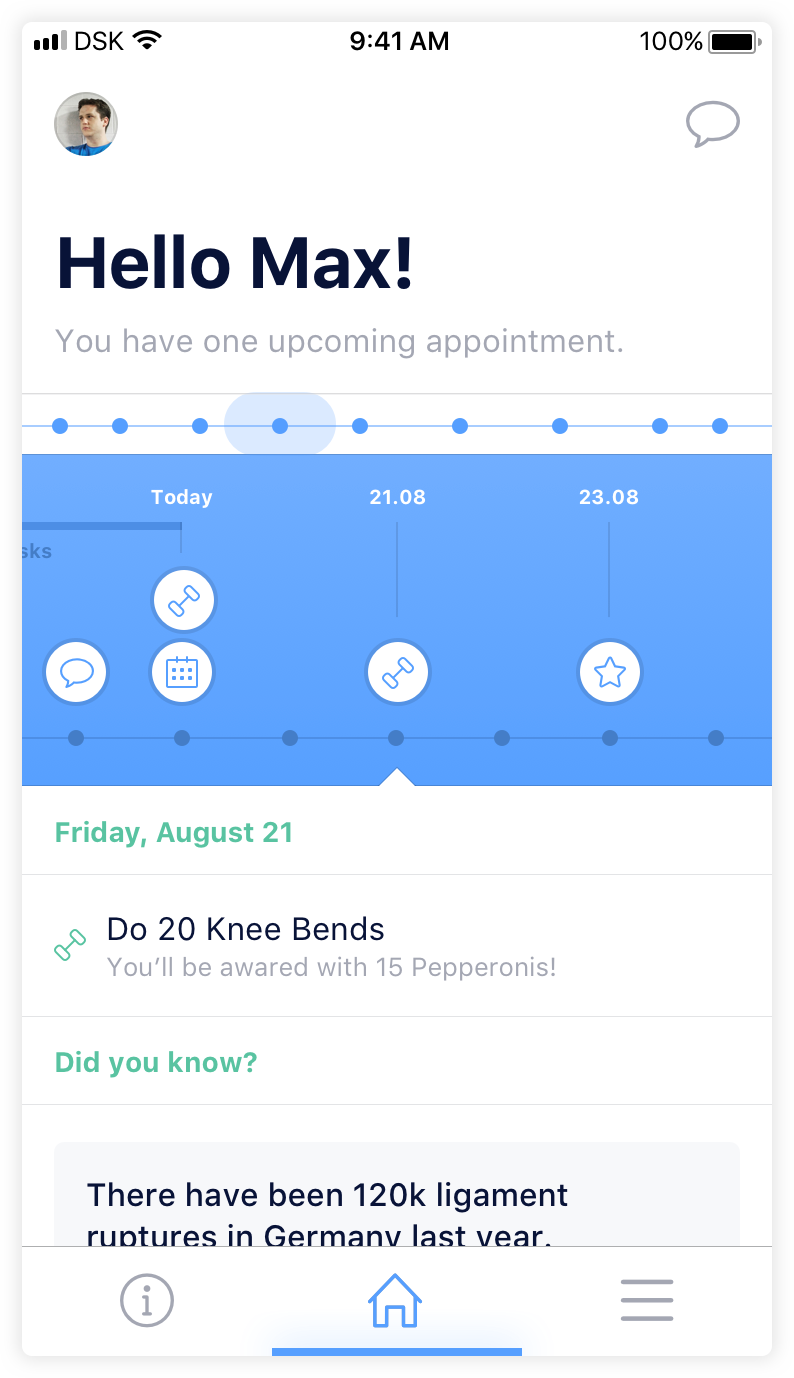 DSK 9:41 AM 100%
Hello Max!
You have one upcoming appointment.
Today 21.08 23.08
sks
Friday, August 21
Do 20 Knee Bends
You’ll be awared with 15 Pepperonis!
Did you know?
There have been 120k ligament
ruptures in Germany last year.